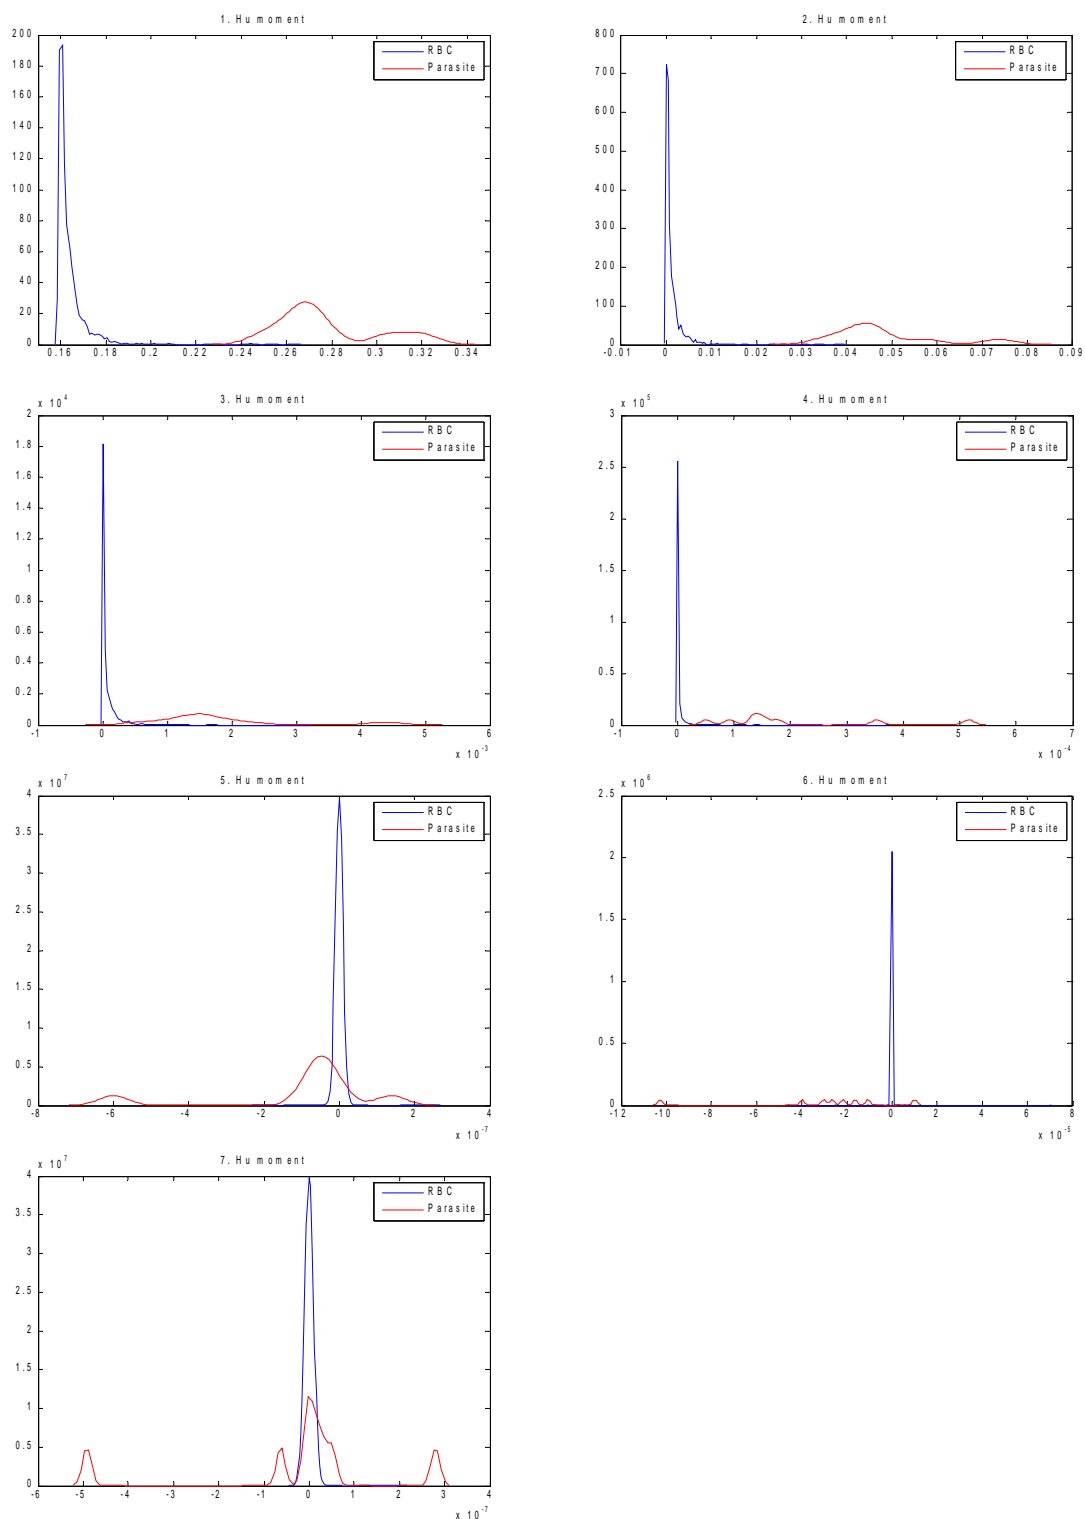 1. Hu moment
200
180
160
140
120
100
80
60
40
20
0
0.16 0.18 0.2 0.22 0.24 0.26 0.28 0.3 0.32 0.34
RBC
Parasite
2. Hu moment
800
700
600
500
400
300
200
100
0
-0.01 0 0.01 0.02 0.03 0.04 0.05 0.06 0.07 0.08 0.09
RBC
Parasite
3. Hu moment
x 10^4
2
1.8
1.6
1.4
1.2
1
0.8
0.6
0.4
0.2
0
-1 0 1 2 3 4 5 6
x 10^-3
RBC
Parasite
4. Hu moment
x 10^5
3
2.5
2
1.5
1
0.5
0
-1 0 1 2 3 4 5 6 7
x 10^-4
RBC
Parasite
5. Hu moment
x 10^7
4
3.5
3
2.5
2
1.5
1
0.5
0
-8 -6 -4 -2 0 2 4
x 10^-7
RBC
Parasite
6. Hu moment
x 10^6
2.5
2
1.5
1
0.5
0
-12 -10 -8 -6 -4 -2 0 2 4 6 8
x 10^-5
RBC
Parasite
7. Hu moment
x 10^7
4
3.5
3
2.5
2
1.5
1
0.5
0
-6 -5 -4 -3 -2 -1 0 1 2 3 4
x 10^-7
RBC
Parasite